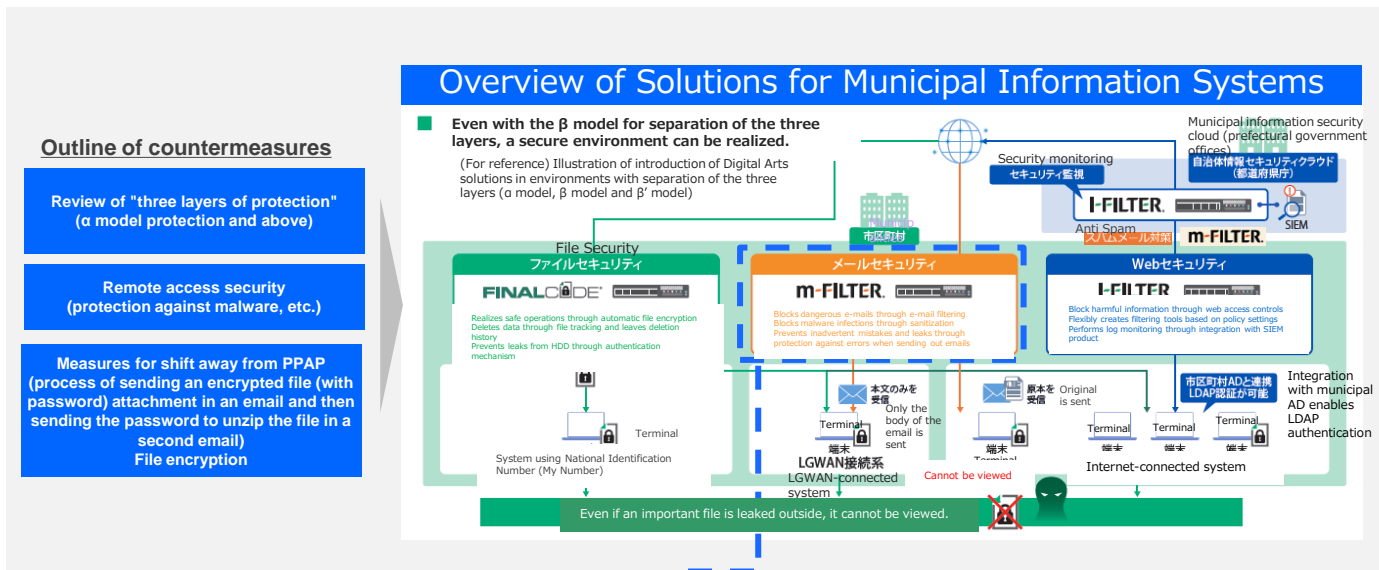 Overview of Solutions for Municipal Information Systems
Outline of countermeasures
Review of "three layers of protection"
(α model protection and above)
Remote access security
(protection against malware, etc.)
Measures for shift away from PPAP
(process of sending an encrypted file (with
password) attachment in an email and then
sending the password to unzip the file in a
second email)
File encryption
Even with the β model for separation of the three
layers, a secure environment can be realized.
(For reference) Illustration of introduction of Digital Arts
solutions in environments with separation of the three
layers (α model, β model and β' model)
Municipal information security
cloud (prefectural government
offices)
自治体情報セキュリティクラウド
(都道府県庁)
Security monitoring
セキュリティ監視
i-FILTER.
SIEM
Anti Spam
スパムメール対策
m-FILTER.
市区町村
File Security
ファイルセキュリティ
FINALCODE
Realizes safe operations through automatic file encryption
Deletes data through file tracking and leaves deletion
history
Prevents leaks from HDD through authentication
mechanism
メールセキュリティ
m-FILTER.
Blocks dangerous e-mails through e-mail filtering
Blocks malware infections through sanitization
Prevents inadvertent mistakes and leaks through
protection against errors when sending out emails
Webセキュリティ
i-FILTER
Block harmful information through web access controls
Flexibly creates filtering tools based on policy settings
Performs log monitoring through integration with SIEM
product
Terminal
System using National Identification
Number (My Number)
本文のみを
受信
Only the
body of the
email is
sent
Terminal
端末
LGWAN接続系
LGWAN-connected
system
原本を
受信
Original
is sent
Terminal
端末
Cannot be viewed
市区町村ADと連携
LDAP認証が可能
Integration
with municipal
AD enables
LDAP
authentication
Terminal
Terminal
Terminal
端末
端末
端末
Internet-connected system
Even if an important file is leaked outside, it cannot be viewed.